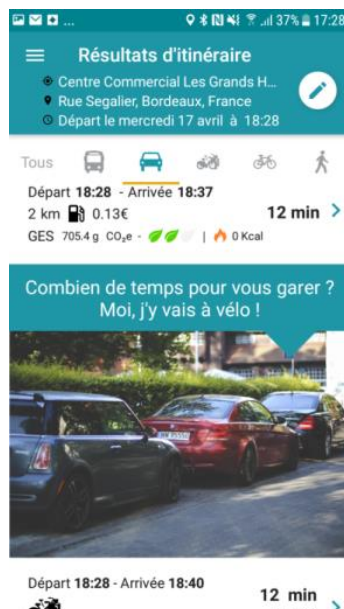 37% 17:28
Résultats d'itinéraire
Centre Commercial Les Grands H...
Rue Segalier, Bordeaux, France
Départ le mercredi 17 avril à 18:28
Tous
Départ 18:28 - Arrivée 18:37
2 km 0.13€ 12 min >
GES 705.4 g CO₂e - | 0 Kcal
Combien de temps pour vous garer ?
Moi, j'y vais à vélo !
Départ 18:28 - Arrivée 18:40
12 min >